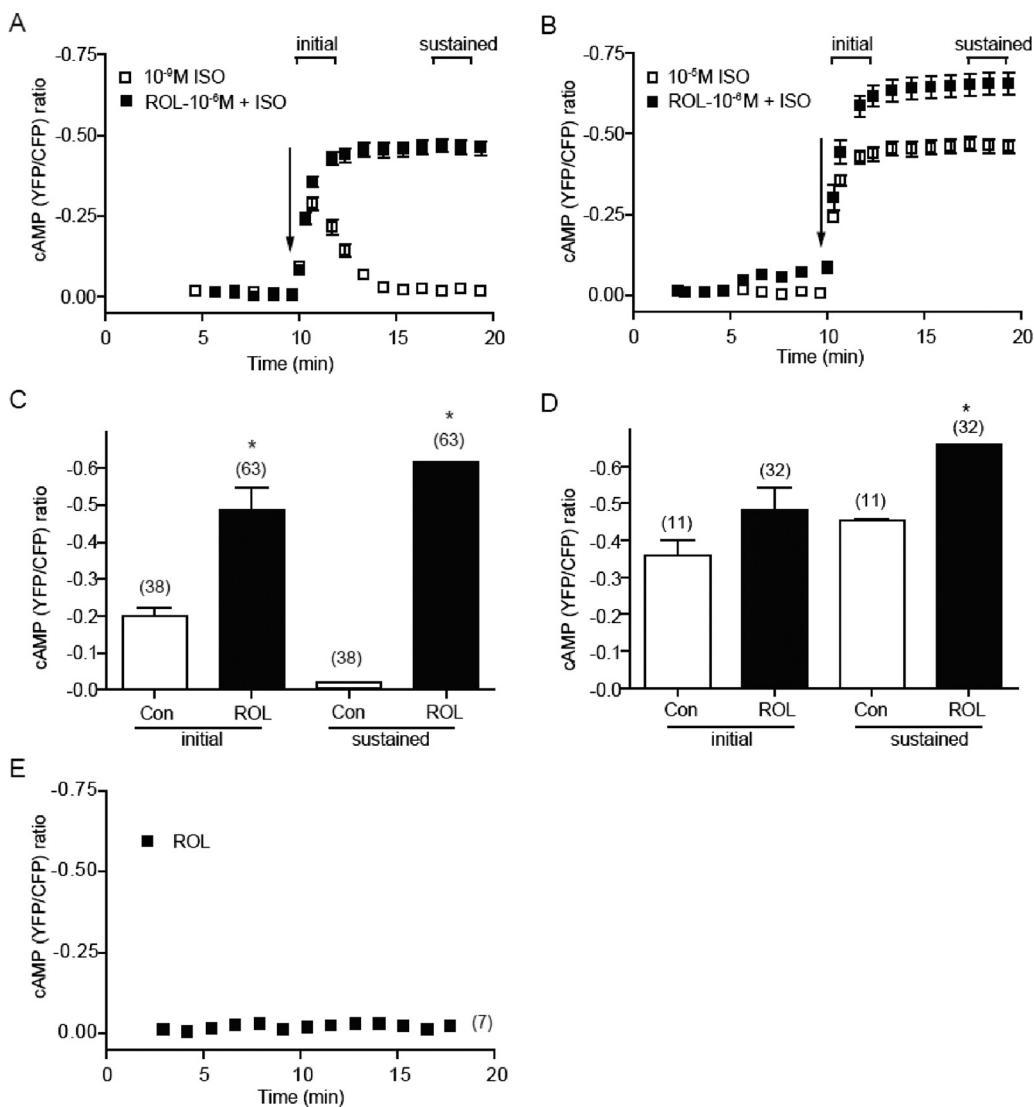 A
initial
sustained
10⁻⁹M ISO
ROL-10⁻⁶M + ISO
cAMP (YFP/CFP) ratio
-0.75
-0.50
-0.25
0.00
0
5
10
15
20
Time (min)
B
initial
sustained
10⁻⁵M ISO
ROL-10⁻⁶M + ISO
cAMP (YFP/CFP) ratio
-0.75
-0.50
-0.25
0.00
0
5
10
15
20
Time (min)
C
cAMP (YFP/CFP) ratio
-0.6
-0.5
-0.4
-0.3
-0.2
-0.1
-0.0
(38)
*
(63)
(38)
*
(63)
Con
ROL
Con
ROL
initial
sustained
D
cAMP (YFP/CFP) ratio
-0.6
-0.5
-0.4
-0.3
-0.2
-0.1
-0.0
(11)
(32)
(11)
*
(32)
Con
ROL
Con
ROL
initial
sustained
E
cAMP (YFP/CFP) ratio
-0.75
-0.50
-0.25
0.00
ROL
(7)
0
5
10
15
20
Time (min)